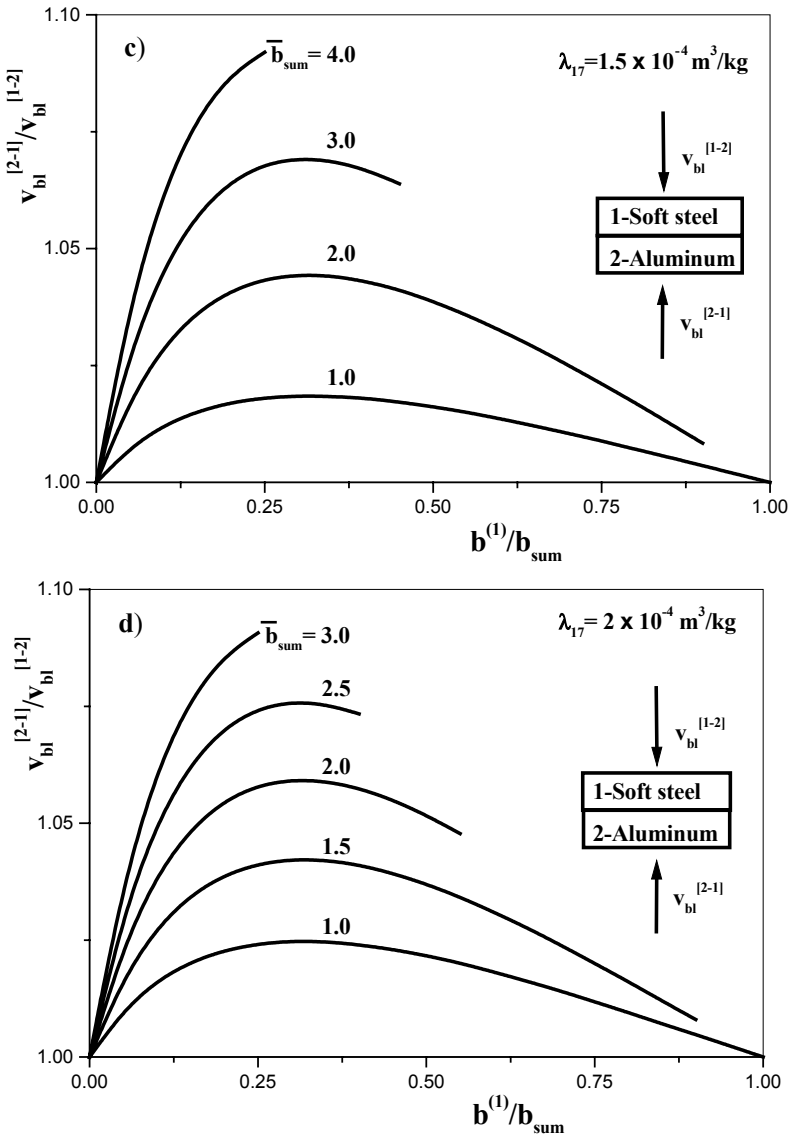 1.10
c)
b̅sum= 4.0
λ17=1.5 x 10-4 m3/kg
3.0
vbl[1-2]
1-Soft steel
2-Aluminum
vbl[2-1]
vbl[2-1]/vbl[1-2]
1.05
2.0
1.0
1.00
0.00 0.25 0.50 0.75 1.00
b(1)/bsum
1.10
d)
b̅sum= 3.0
λ17= 2 x 10-4 m3/kg
2.5
vbl[1-2]
1-Soft steel
2-Aluminum
vbl[2-1]
vbl[2-1]/vbl[1-2]
2.0
1.05
1.5
1.0
1.00
0.00 0.25 0.50 0.75 1.00
b(1)/bsum